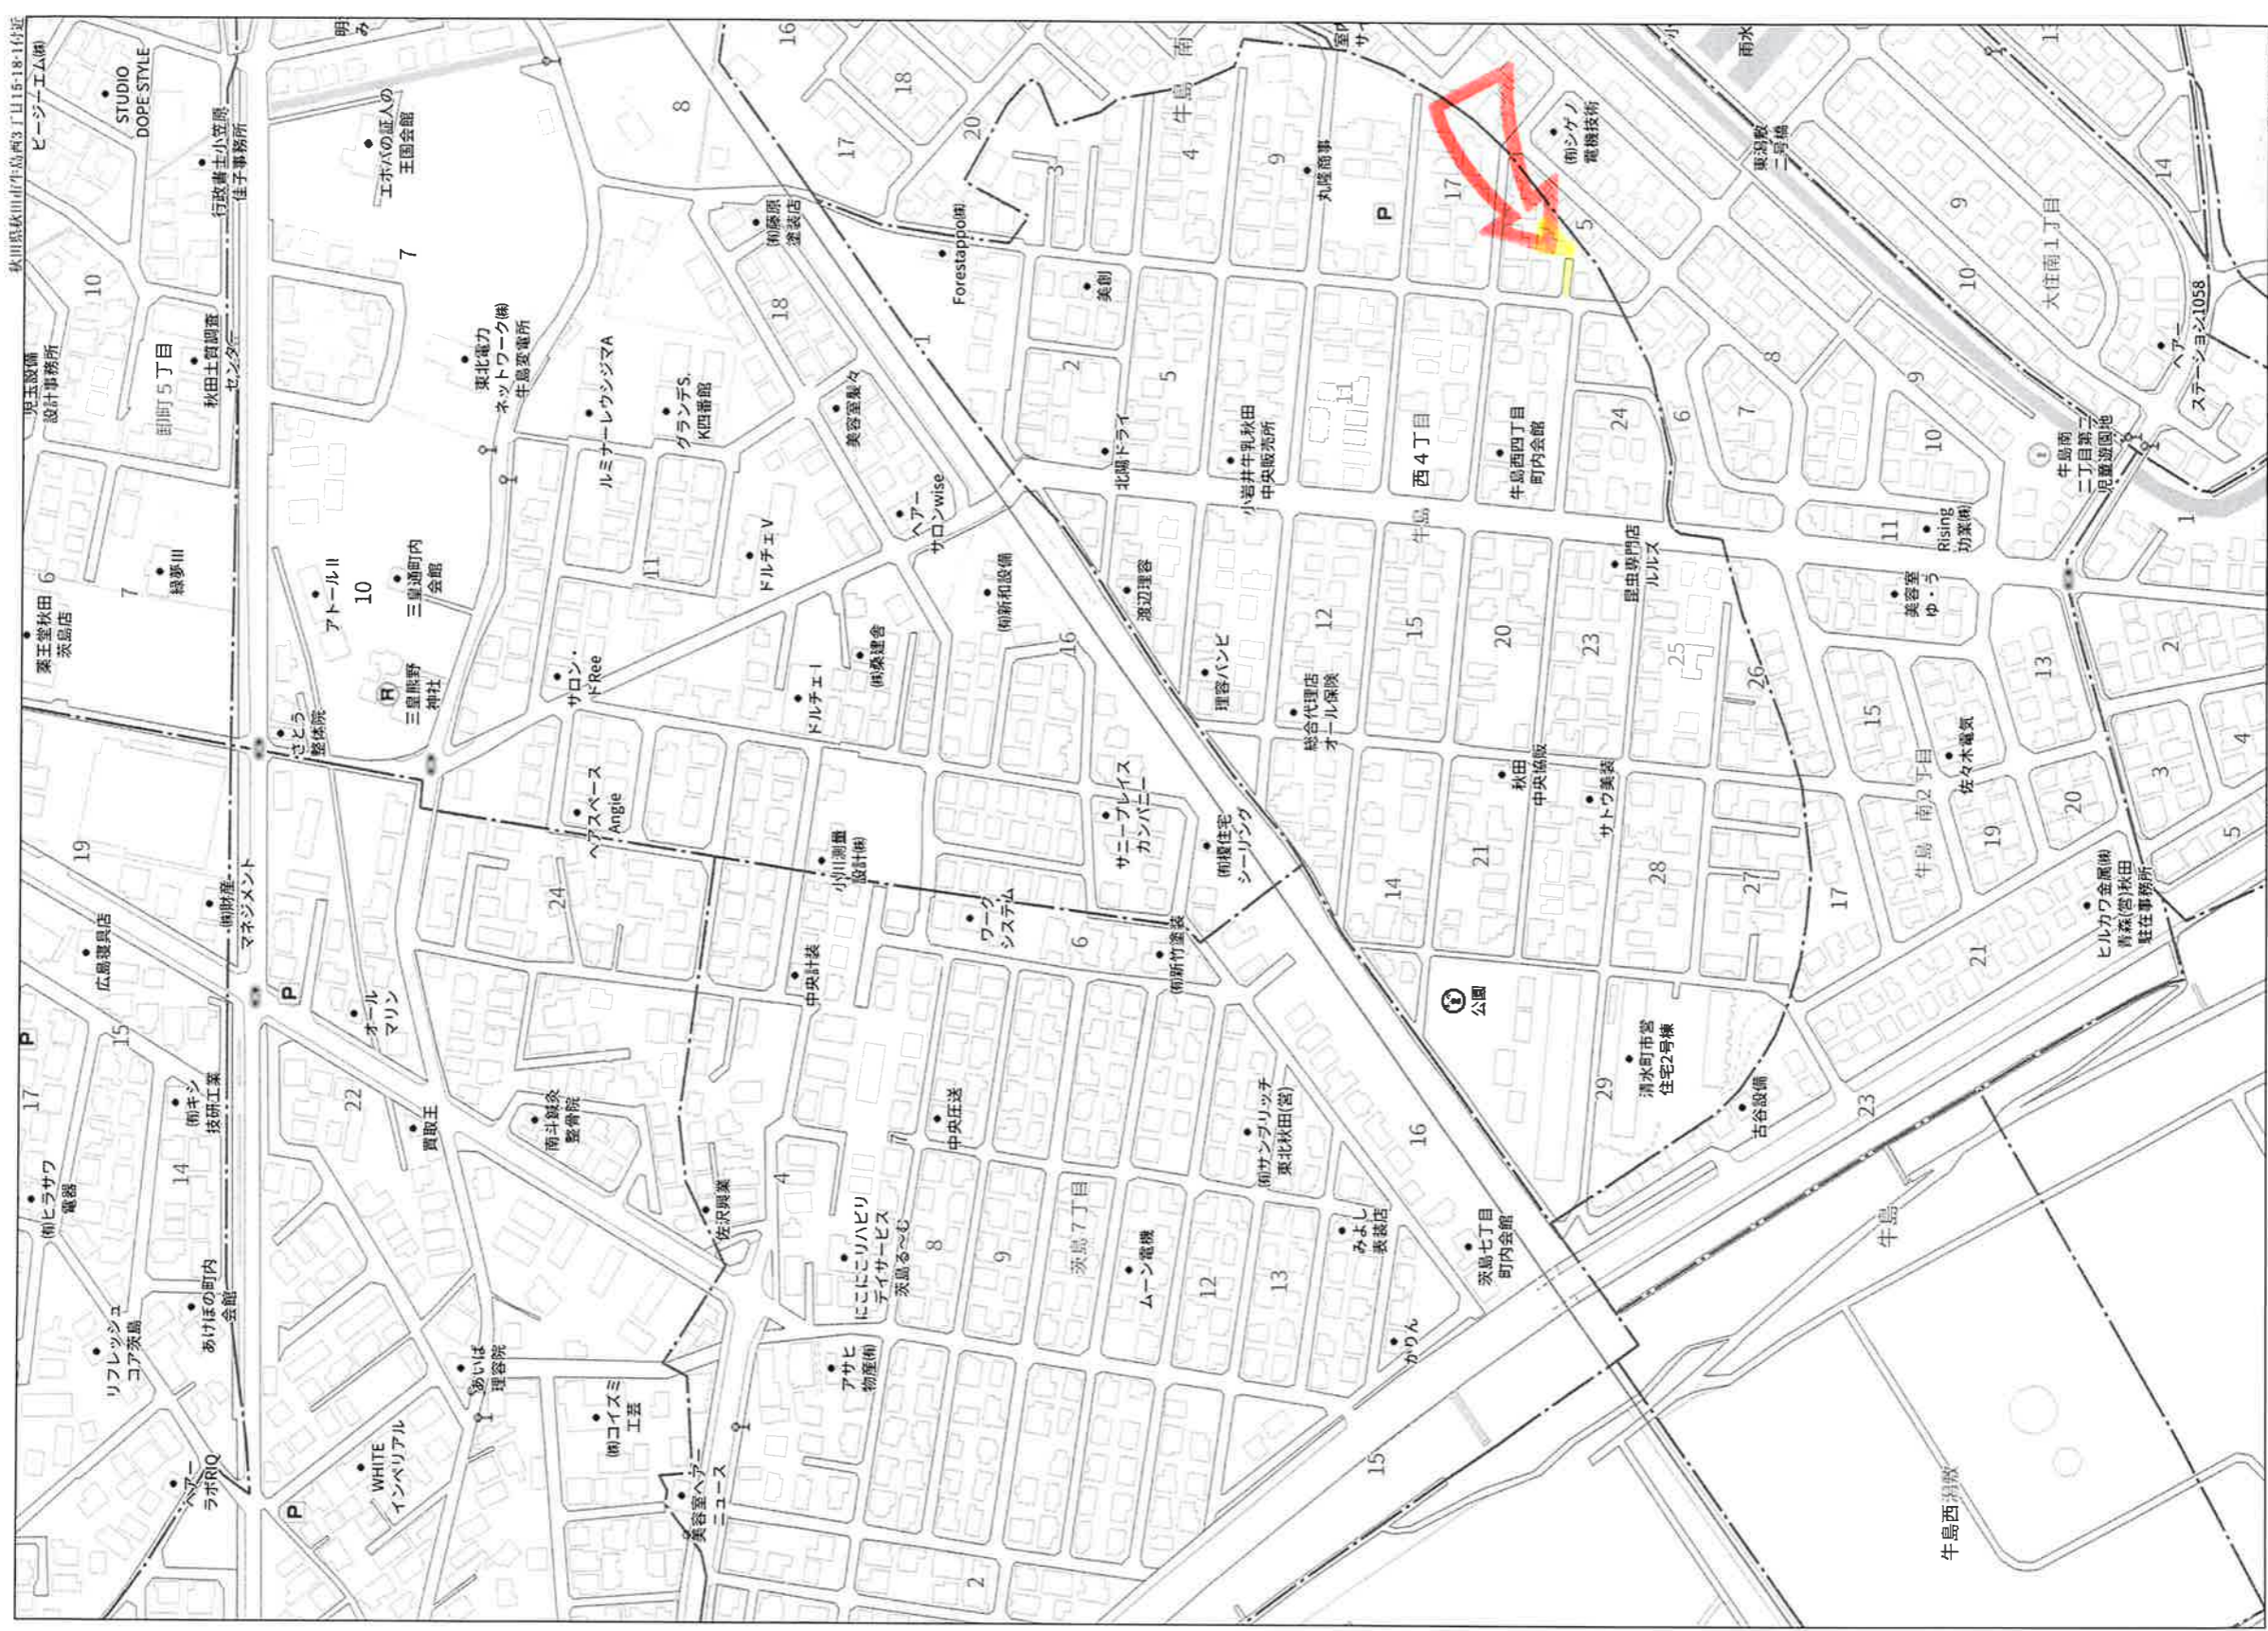 秋田県秋田市牛島西3丁目15-18-1付近
ビージーエム(株)
児玉設備
設計事務所
薬王堂秋田
茨島店
6
17
P
(有)ヒラサワ
電器
STUDIO
DOPE STYLE
10
19
広島寝具店
15
リフレッシュ
コア茨島
卸町5丁目
7
緑夢III
14
(有)キシ
技研工業
あけぼの町内
会館
ヘアー
ラボRIQ
行政書士小笠原
佳子事務所
秋田土質調査
センター
(株)財産
マネジメント
さとう
整体院
P
P
エホバの証人の
王国会館
7
アトールII
10
三皇通町内
会館
三皇熊野
神社
オール
マリン
22
買取王
WHITE
インペリアル
あいば
理容院
東北電力
ネットワーク(株)
牛島変電所
ルミナーレウシジマA
グランデS.
K四番館
サロン・
ドRee
ヘアスペース
Angie
24
南斗鍼灸
整骨院
(株)コイズミ
工芸
8
11
佐沢興業
美容室ヘアー
ニュース
16
(有)藤原
塗装店
18
ドルチェV
ドルチェI
小川測量
設計(株)
中央計装
4
にこにこリハビリ
デイサービス
茨島る～む
アサヒ
物産(有)
17
18
美容室髪々
ヘアー
サロンwise
(株)桑建舎
7
中央圧送
8
9
2
20
Forestappo(株)
1
(有)新和設備
16
ワーク
システム
6
茨島7丁目
3
美創
2
北陽ドライ
渡辺理容
サニープレイス
カンパニー
(有)新竹塗装
ムーン電機
12
牛島
南
4
5
小岩井牛乳秋田
中央販売所
理容バンビ
(有)榎住宅
シーリング
(有)サンブリッチ
東北秋田(営)
13
9
丸隆商事
P
11
12
総合代理店
オール保険
14
みよし
表装店
かりん
15
17
牛島
西4丁目
15
公園
16
茨島七丁目
町内会館
(有)シゲノ
電機技術
5
牛島西四丁目
町内会館
20
秋田
中央協販
21
24
昆虫専門店
ルルズ
23
サトウ美装
29
清水町市営
住宅2号棟
6
25
28
7
26
27
古谷設備
東潟敷
二号橋
雨水
8
17
23
15
牛島
南2丁目
牛島
9
10
11
Rising
功業(株)
美容室
ゆ・う
佐々木電気
19
21
牛島西潟敷
9
10
大住南1丁目
13
牛島南
二丁目第二
児童遊園地
13
20
ヒルカワ金属(株)
青森(営)秋田
駐在事務所
14
ヘアー
ステーション1058
1
2
3
4
5